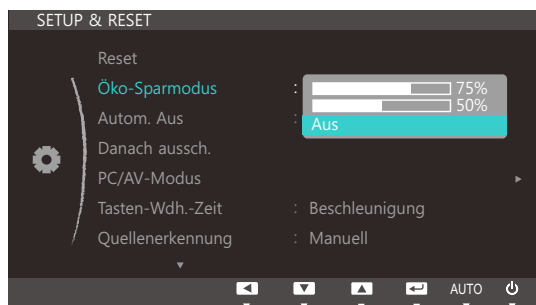 SETUP & RESET
Reset
Öko-Sparmodus : 75%
50%
Autom. Aus : Aus
Danach aussch.
PC/AV-Modus
Tasten-Wdh.-Zeit : Beschleunigung
Quellenerkennung : Manuell
AUTO